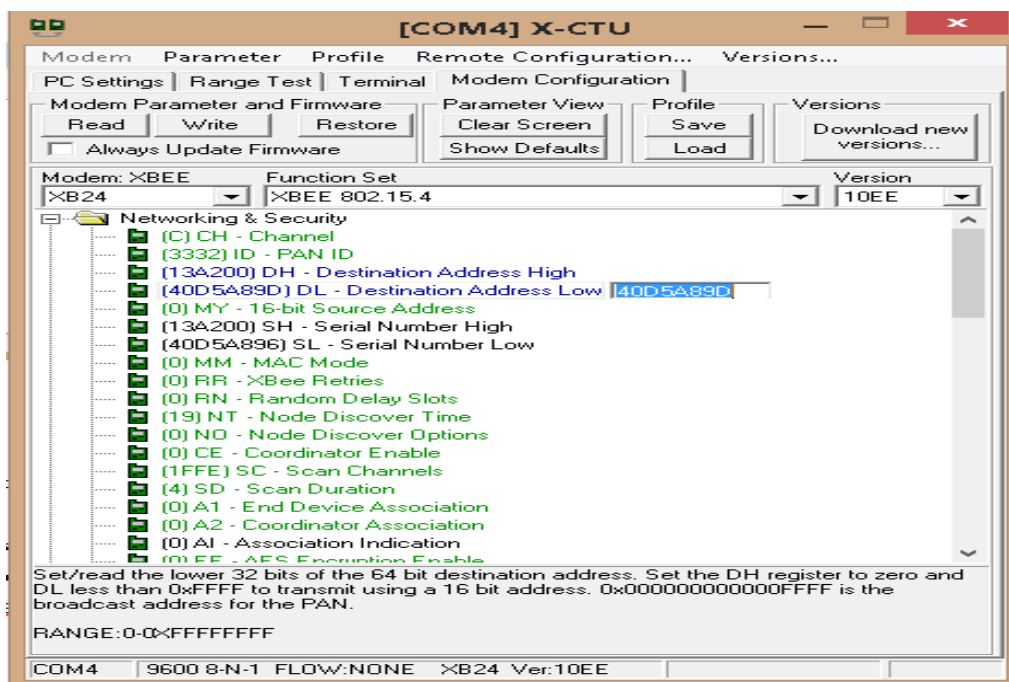 [COM4] X-CTU
Modem Parameter Profile Remote Configuration... Versions...
PC Settings Range Test Terminal Modem Configuration
Modem Parameter and Firmware Parameter View Profile Versions
Read Write Restore Clear Screen Save Download new versions...
Always Update Firmware Show Defaults Load
Modem: XBEE Function Set Version
XB24 XBEE 802.15.4 10EE
Networking & Security
(C) CH - Channel
(3332) ID - PAN ID
(13A200) DH - Destination Address High
(40D5A89D) DL - Destination Address Low 40D5A89D
(0) MY - 16-bit Source Address
(13A200) SH - Serial Number High
(40D5A896) SL - Serial Number Low
(0) MM - MAC Mode
(0) RR - XBee Retries
(0) RN - Random Delay Slots
(19) NT - Node Discover Time
(0) NO - Node Discover Options
(0) CE - Coordinator Enable
(1FFE) SC - Scan Channels
(4) SD - Scan Duration
(0) A1 - End Device Association
(0) A2 - Coordinator Association
(0) AI - Association Indication
(0) EE - AES Encryption Enable
Set/read the lower 32 bits of the 64 bit destination address. Set the DH register to zero and
DL less than 0xFFFF to transmit using a 16 bit address. 0x000000000000FFFF is the
broadcast address for the PAN.
RANGE:0-0XFFFFFFFF
COM4 9600 8-N-1 FLOW:NONE XB24 Ver:10EE